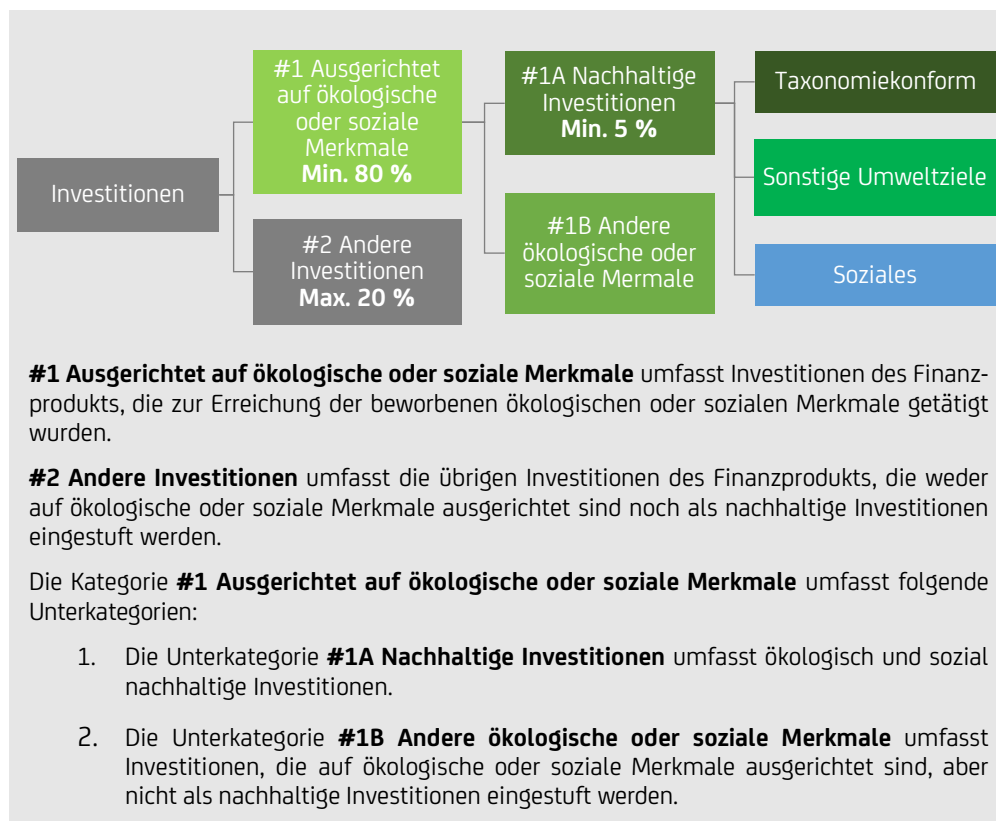 #1 Ausgerichtet
auf ökologische
oder soziale
Merkmale
Min. 80 %
#1A Nachhaltige
Investitionen
Min. 5 %
Taxonomiekonform
Investitionen
Sonstige Umweltziele
#2 Andere
Investitionen
Max. 20 %
#1B Andere
ökologische oder
soziale Mermale
Soziales
#1 Ausgerichtet auf ökologische oder soziale Merkmale umfasst Investitionen des Finanz-
produkts, die zur Erreichung der beworbenen ökologischen oder sozialen Merkmale getätigt
wurden.
#2 Andere Investitionen umfasst die übrigen Investitionen des Finanzprodukts, die weder
auf ökologische oder soziale Merkmale ausgerichtet sind noch als nachhaltige Investitionen
eingestuft werden.
Die Kategorie #1 Ausgerichtet auf ökologische oder soziale Merkmale umfasst folgende
Unterkategorien:
1. Die Unterkategorie #1A Nachhaltige Investitionen umfasst ökologisch und sozial
nachhaltige Investitionen.
2. Die Unterkategorie #1B Andere ökologische oder soziale Merkmale umfasst
Investitionen, die auf ökologische oder soziale Merkmale ausgerichtet sind, aber
nicht als nachhaltige Investitionen eingestuft werden.